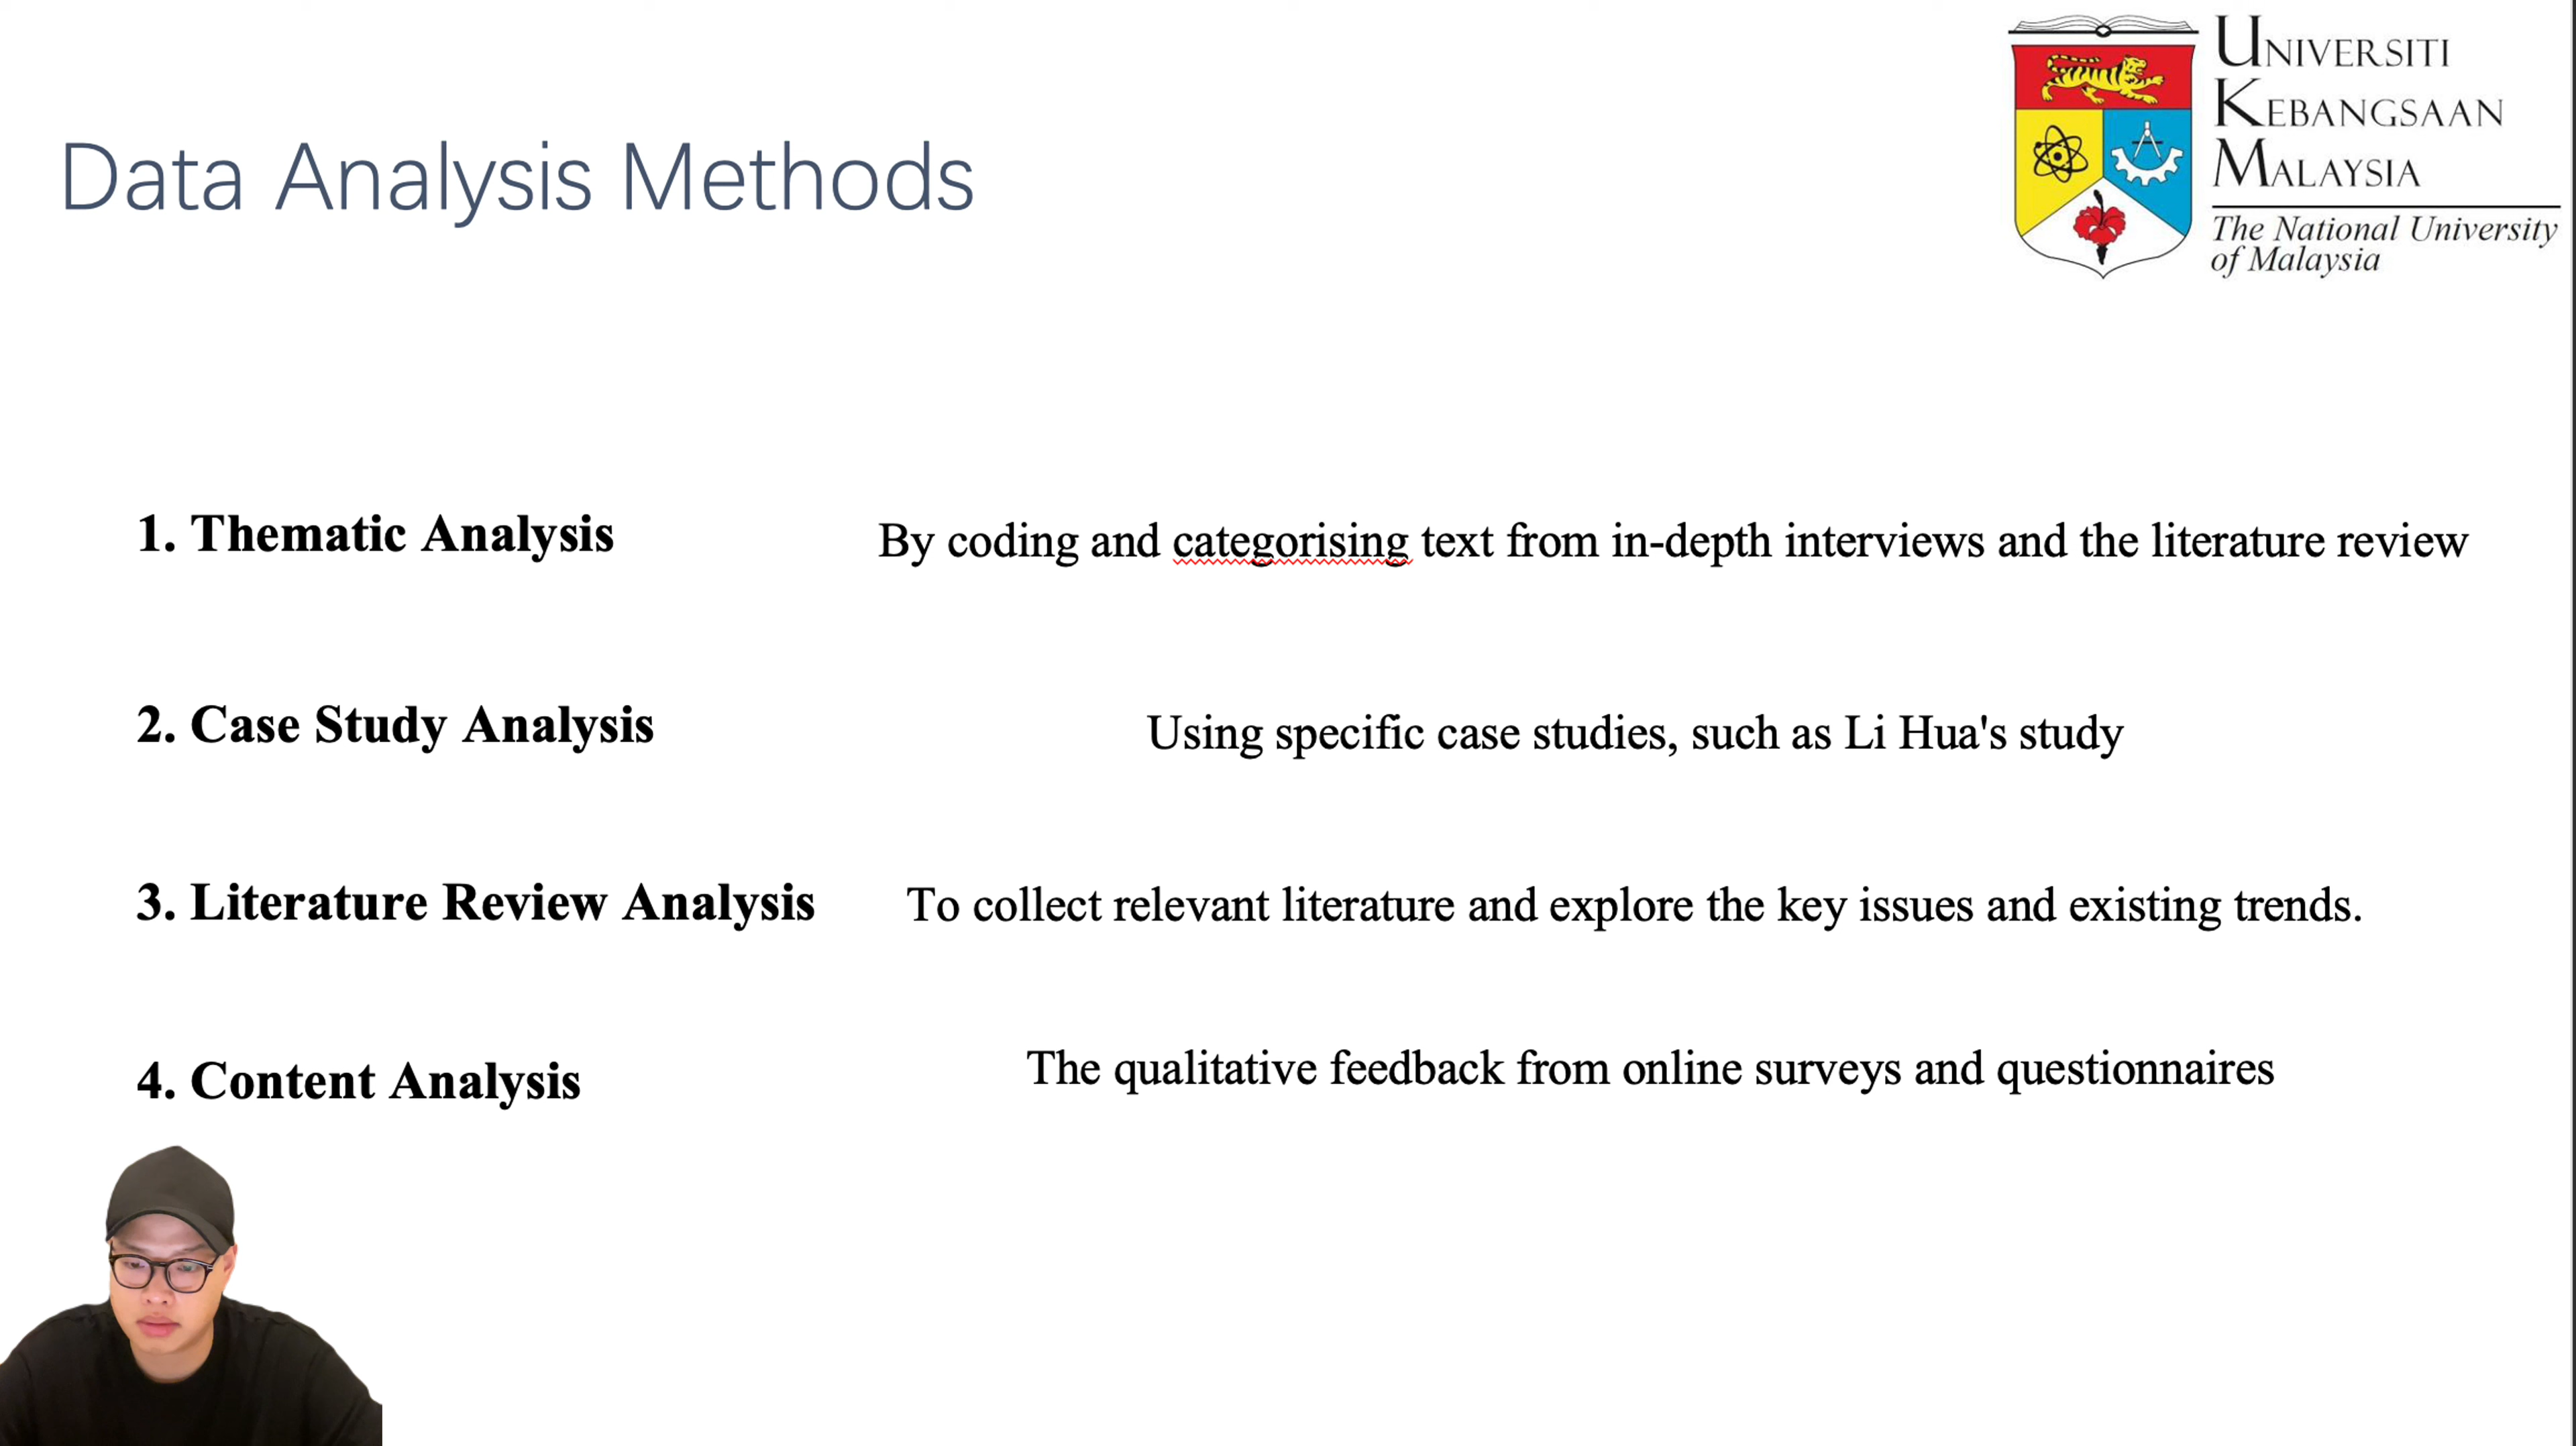 Data Analysis Methods
UNIVERSITI
KEBANGSAAN
MALAYSIA
The National University
of Malaysia
1. Thematic Analysis
By coding and categorising text from in-depth interviews and the literature review
2. Case Study Analysis
Using specific case studies, such as Li Hua's study
3. Literature Review Analysis
To collect relevant literature and explore the key issues and existing trends.
4. Content Analysis
The qualitative feedback from online surveys and questionnaires